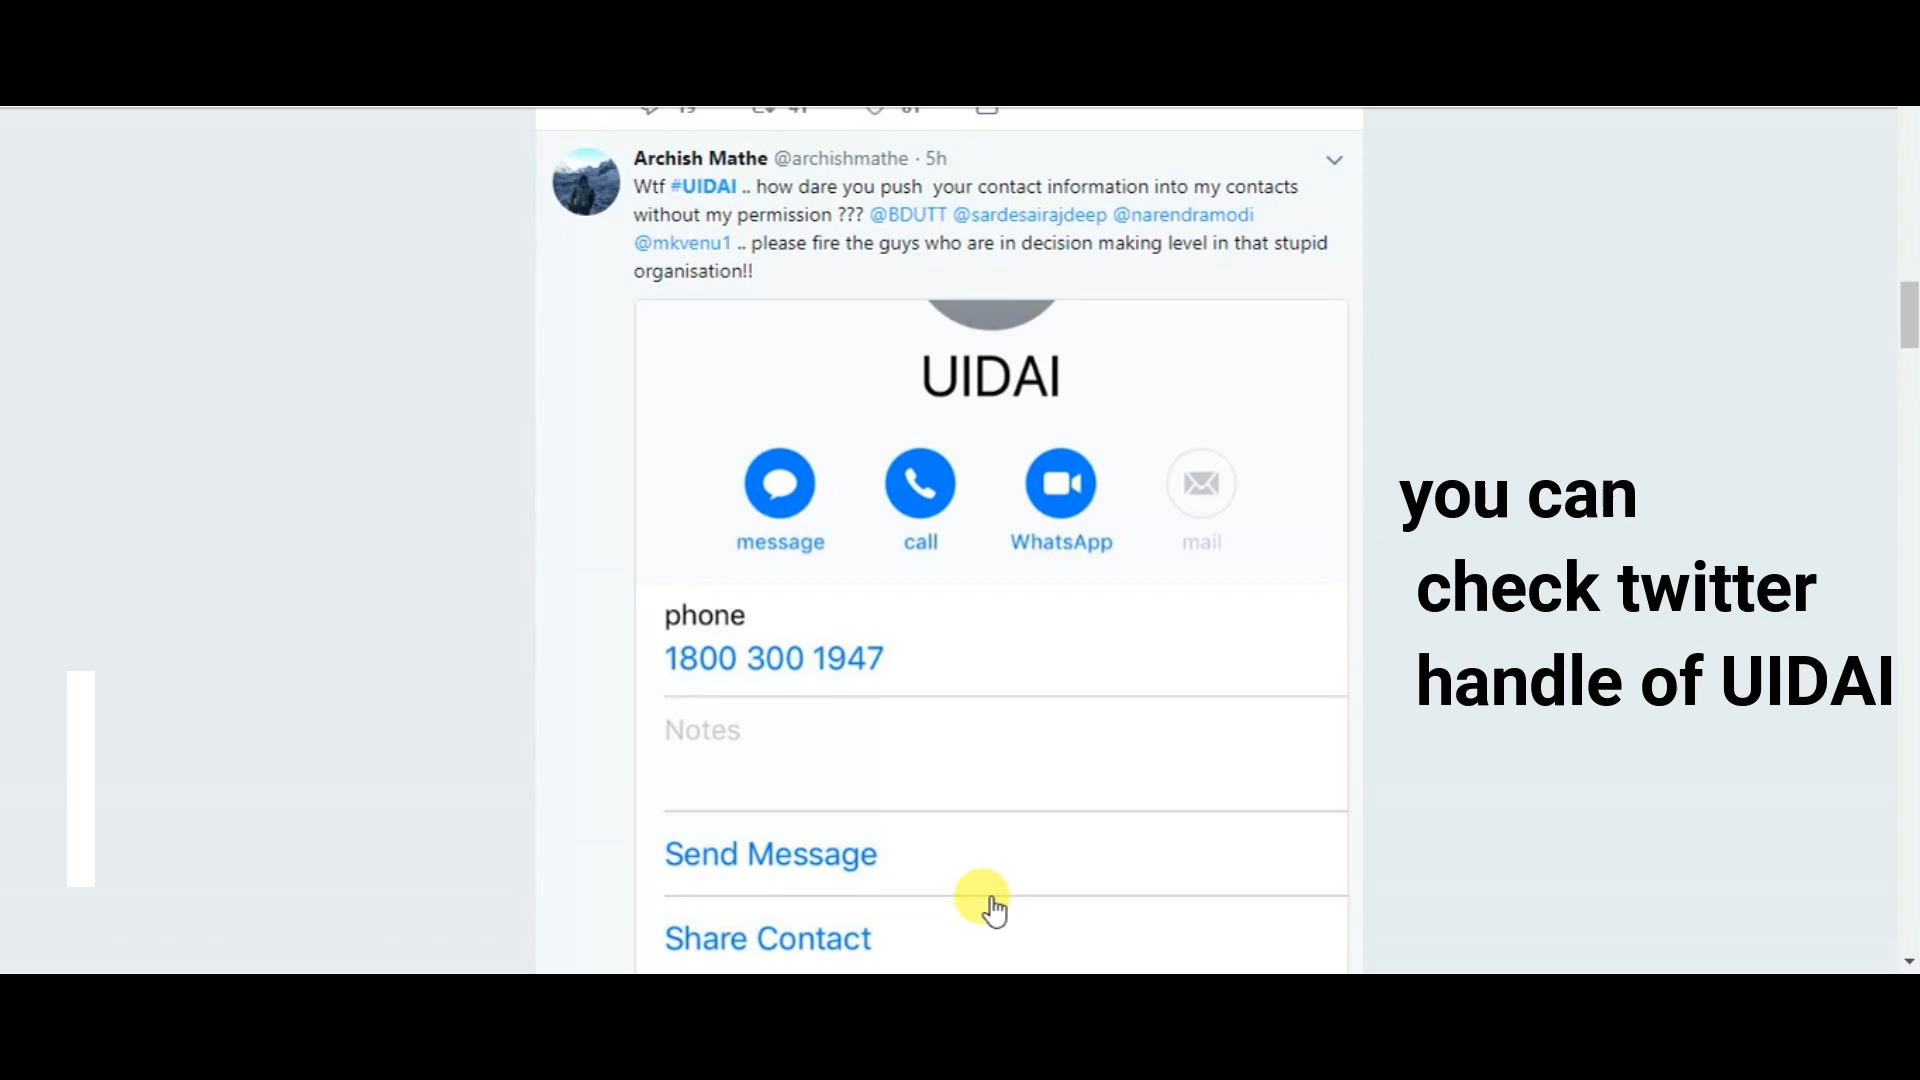 Archish Mathe @archishmathe · 5h
Wtf #UIDAI .. how dare you push your contact information into my contacts
without my permission ??? @BDUTT @sardesairajdeep @narendramodi
@mkvenu1 .. please fire the guys who are in decision making level in that stupid
organisation!!
UIDAI
message call WhatsApp mail
phone
1800 300 1947
Notes
Send Message
Share Contact
you can
check twitter
handle of UIDAI